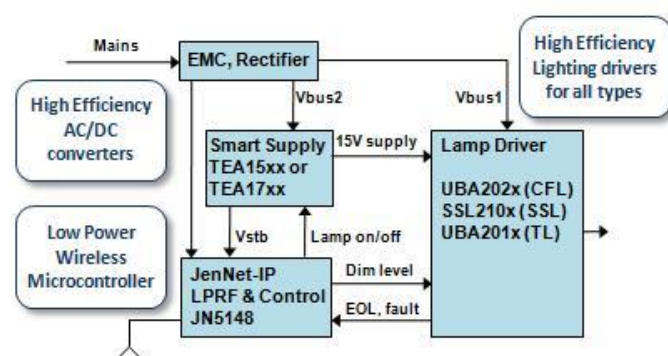 Mains
EMC, Rectifier
High Efficiency
Lighting drivers
for all types
High Efficiency
AC/DC
converters
Vbus2
Vbus1
Smart Supply
TEA15xx or
TEA17xx
15V supply
Lamp Driver
UBA202x (CFL)
SSL210x (SSL)
UBA201x (TL)
Low Power
Wireless
Microcontroller
Vstb
Lamp on/off
JenNet-IP
LPRF & Control
JN5148
Dim level
EOL, fault